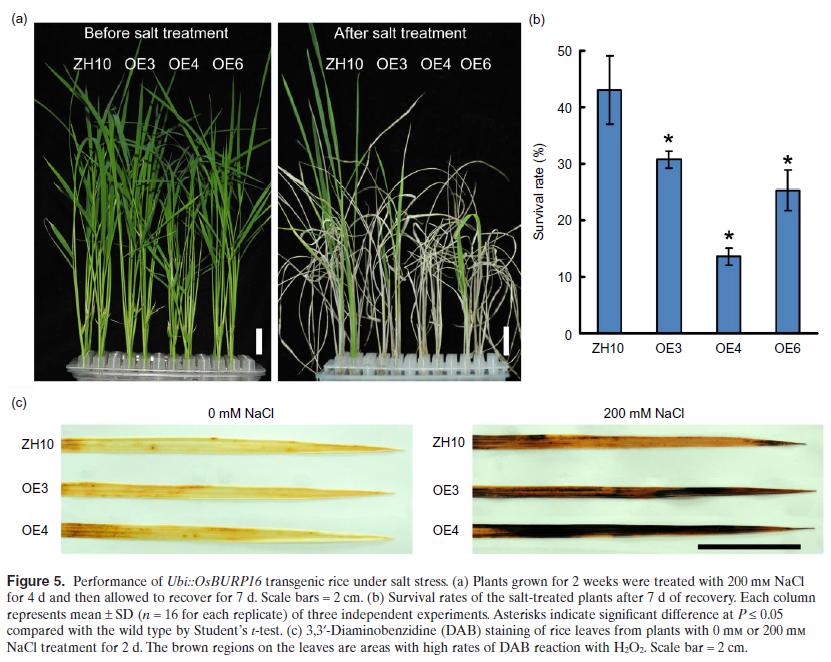 (a)
Before salt treatment
ZH10 OE3 OE4 OE6
After salt treatment
ZH10 OE3 OE4 OE6
(b)
Survival rate (%)
50
40
30
20
10
0
*
*
*
ZH10 OE3 OE4 OE6
(c)
0 mM NaCl
ZH10
OE3
OE4
200 mM NaCl
ZH10
OE3
OE4
Figure 5. Performance of Ubi::OsBURP16 transgenic rice under salt stress. (a) Plants grown for 2 weeks were treated with 200 mM NaCl
for 4 d and then allowed to recover for 7 d. Scale bars = 2 cm. (b) Survival rates of the salt-treated plants after 7 d of recovery. Each column
represents mean ± SD (n = 16 for each replicate) of three independent experiments. Asterisks indicate significant difference at P ≤ 0.05
compared with the wild type by Student's t-test. (c) 3,3′-Diaminobenzidine (DAB) staining of rice leaves from plants with 0 mM or 200 mM
NaCl treatment for 2 d. The brown regions on the leaves are areas with high rates of DAB reaction with H₂O₂. Scale bar = 2 cm.